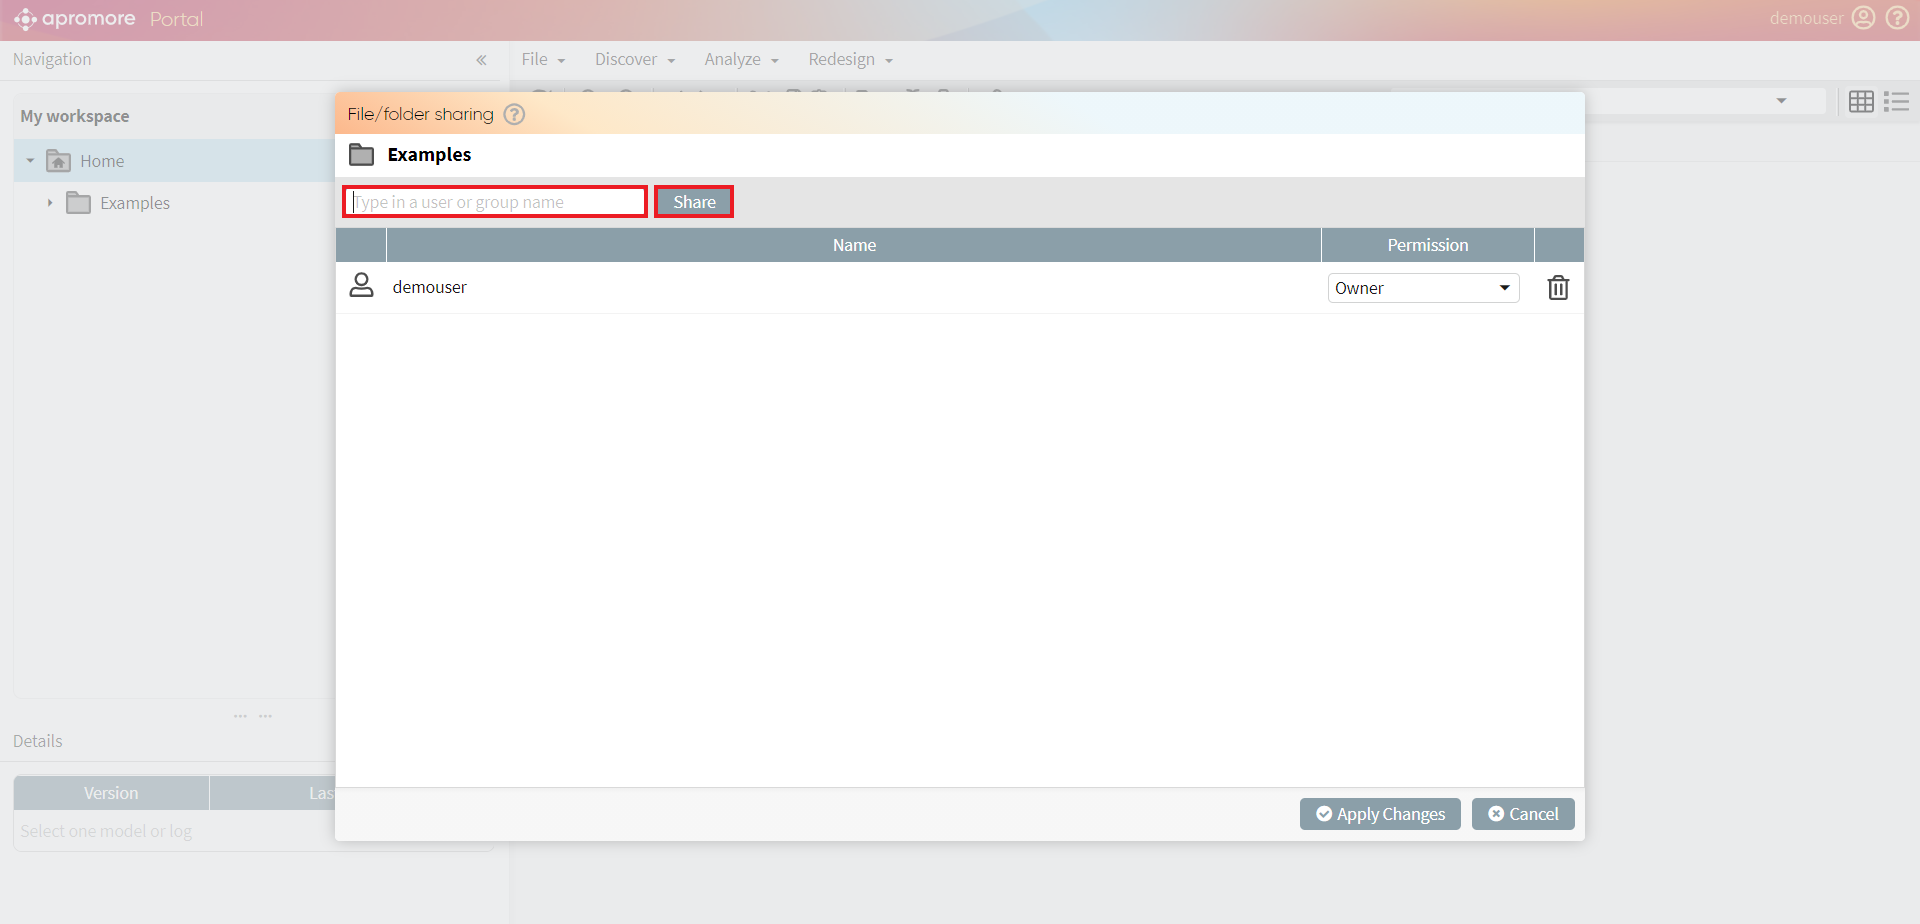 apromore Portal
demouser
Navigation
File
Discover
Analyze
Redesign
My workspace
Home
Examples
File/folder sharing
Examples
Type in a user or group name
Share
Name
Permission
demouser
Owner
Details
Version
Las
Select one model or log
Apply Changes
Cancel